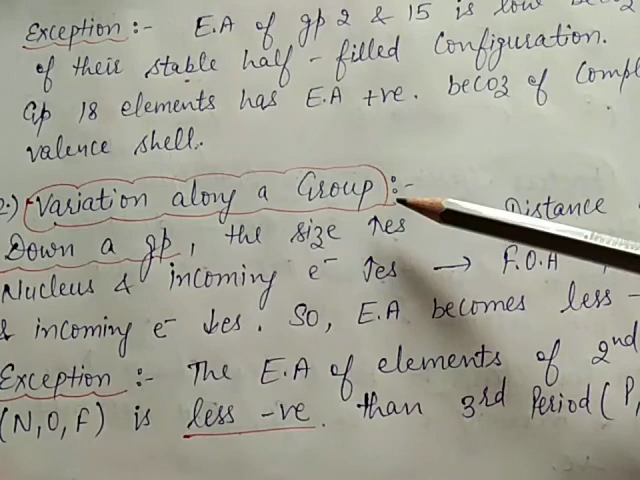 Exception :- E.A of gp 2 & 15 is low
of their stable half-filled configuration.
Gp 18 elements has E.A +ve. becoz of
valence shell.
2.) Variation along a Group :-
Down a gp, the size ↑es Distance
Nucleus & incoming e⁻ ↑es → F.O.A
& incoming e⁻ ↓es. So, E.A becomes less -
Exception :- The E.A of elements of 2nd
(N,O,F) is less -ve than 3rd Period (P,